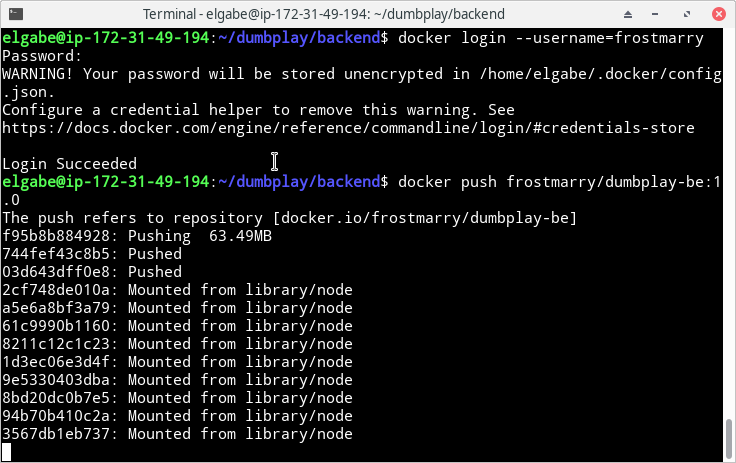 Terminal - elgabe@ip-172-31-49-194: ~/dumbplay/backend
elgabe@ip-172-31-49-194:~/dumbplay/backend$ docker login --username=frostmarry
Password:
WARNING! Your password will be stored unencrypted in /home/elgabe/.docker/config
.json.
Configure a credential helper to remove this warning. See
https://docs.docker.com/engine/reference/commandline/login/#credentials-store
Login Succeeded
elgabe@ip-172-31-49-194:~/dumbplay/backend$ docker push frostmarry/dumbplay-be:1
.0
The push refers to repository [docker.io/frostmarry/dumbplay-be]
f95b8b884928: Pushing  63.49MB
744fef43c8b5: Pushed
03d643dff0e8: Pushed
2cf748de010a: Mounted from library/node
a5e6a8bf3a79: Mounted from library/node
61c9990b1160: Mounted from library/node
8211c12c1c23: Mounted from library/node
1d3ec06e3d4f: Mounted from library/node
9e5330403dba: Mounted from library/node
8bd20dc0b7e5: Mounted from library/node
94b70b410c2a: Mounted from library/node
3567db1eb737: Mounted from library/node